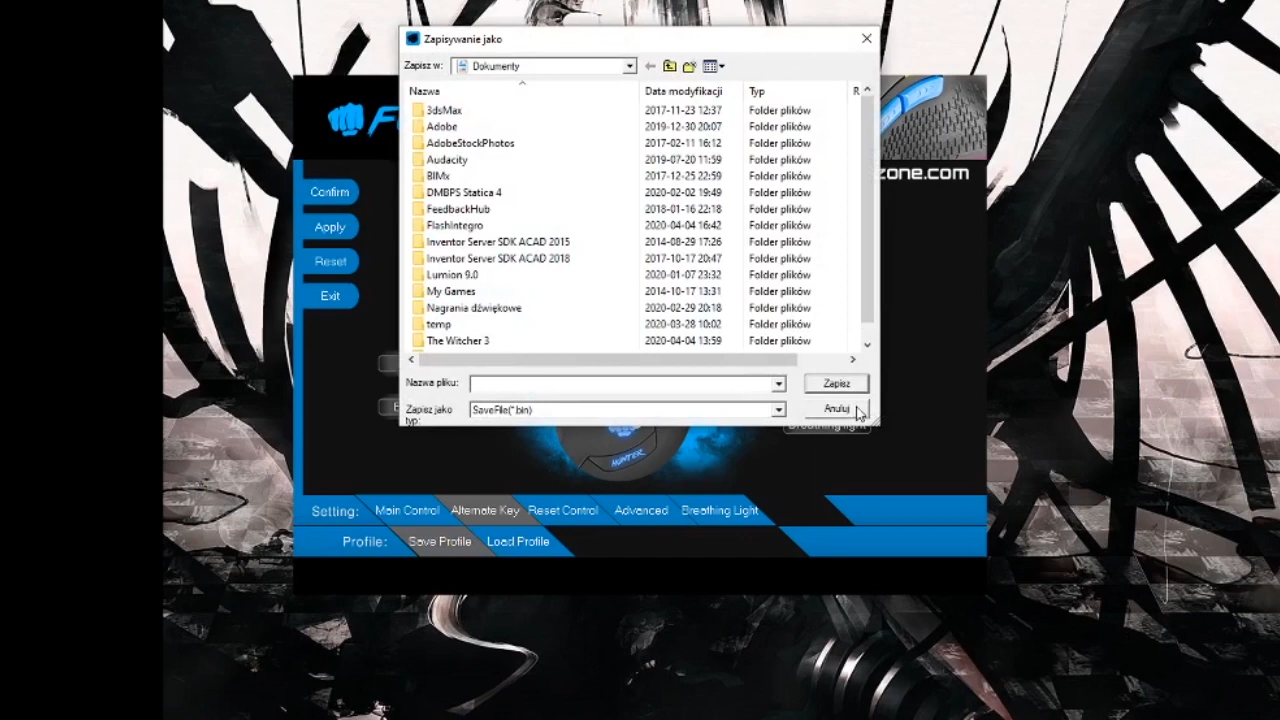 Zapisywanie jako
Zapisz w: Dokumenty
Nazwa Data modyfikacji Typ R
3dsMax 2017-11-23 12:37 Folder plików
Adobe 2019-12-30 20:07 Folder plików
AdobeStockPhotos 2017-02-11 16:12 Folder plików
Audacity 2019-07-20 11:59 Folder plików
BIMx 2017-12-25 22:59 Folder plików
DMBPS Statica 4 2020-02-02 19:49 Folder plików
FeedbackHub 2018-01-16 22:18 Folder plików
FlashIntegro 2020-04-04 16:42 Folder plików
Inventor Server SDK ACAD 2015 2014-08-29 17:26 Folder plików
Inventor Server SDK ACAD 2018 2017-10-17 20:47 Folder plików
Lumion 9.0 2020-01-07 23:32 Folder plików
My Games 2014-10-17 13:31 Folder plików
Nagrania dźwiękowe 2020-02-29 20:18 Folder plików
temp 2020-03-28 10:02 Folder plików
The Witcher 3 2020-04-04 13:59 Folder plików
Nazwa pliku: Zapisz
Zapisz jako typ: SaveFile(*.bin) Anuluj
zone.com
Confirm
Apply
Reset
Exit
Breathing light
HUNTER
Setting: Main Control Alternate Key Reset Control Advanced Breathing Light
Profile: Save Profile Load Profile